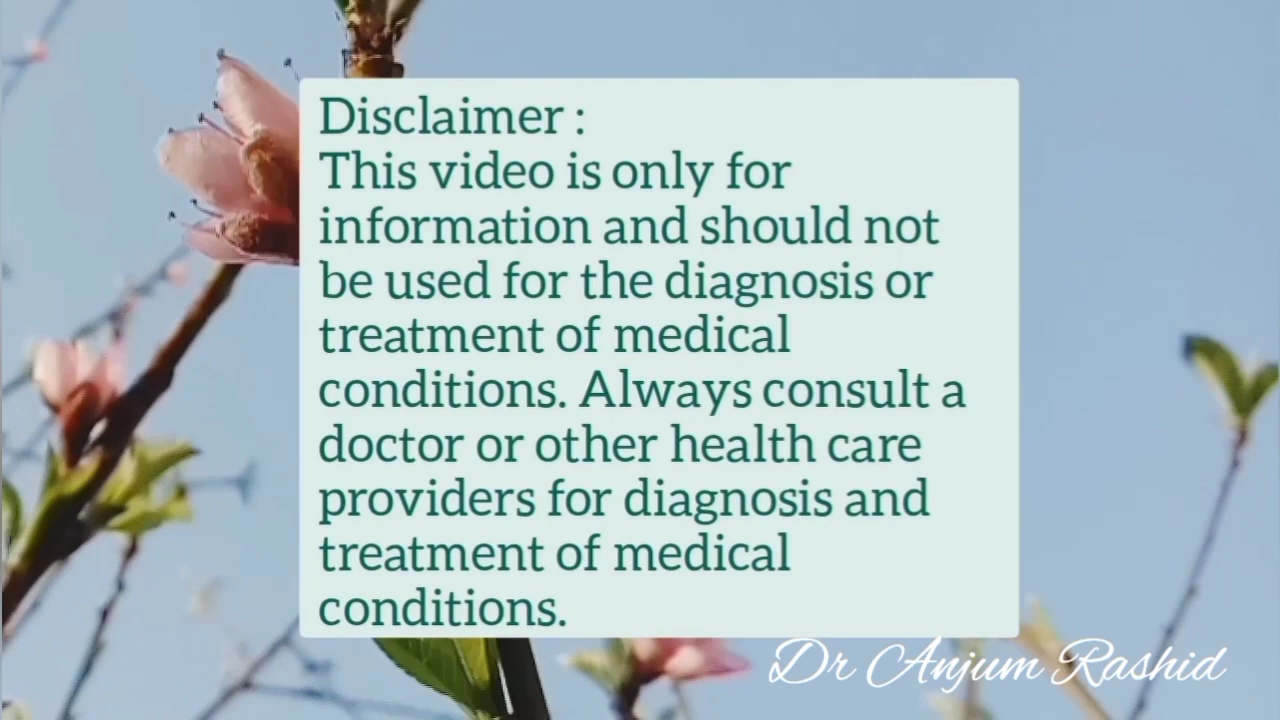 Disclaimer :
This video is only for
information and should not
be used for the diagnosis or
treatment of medical
conditions. Always consult a
doctor or other health care
providers for diagnosis and
treatment of medical
conditions.
Dr Anjum Rashid